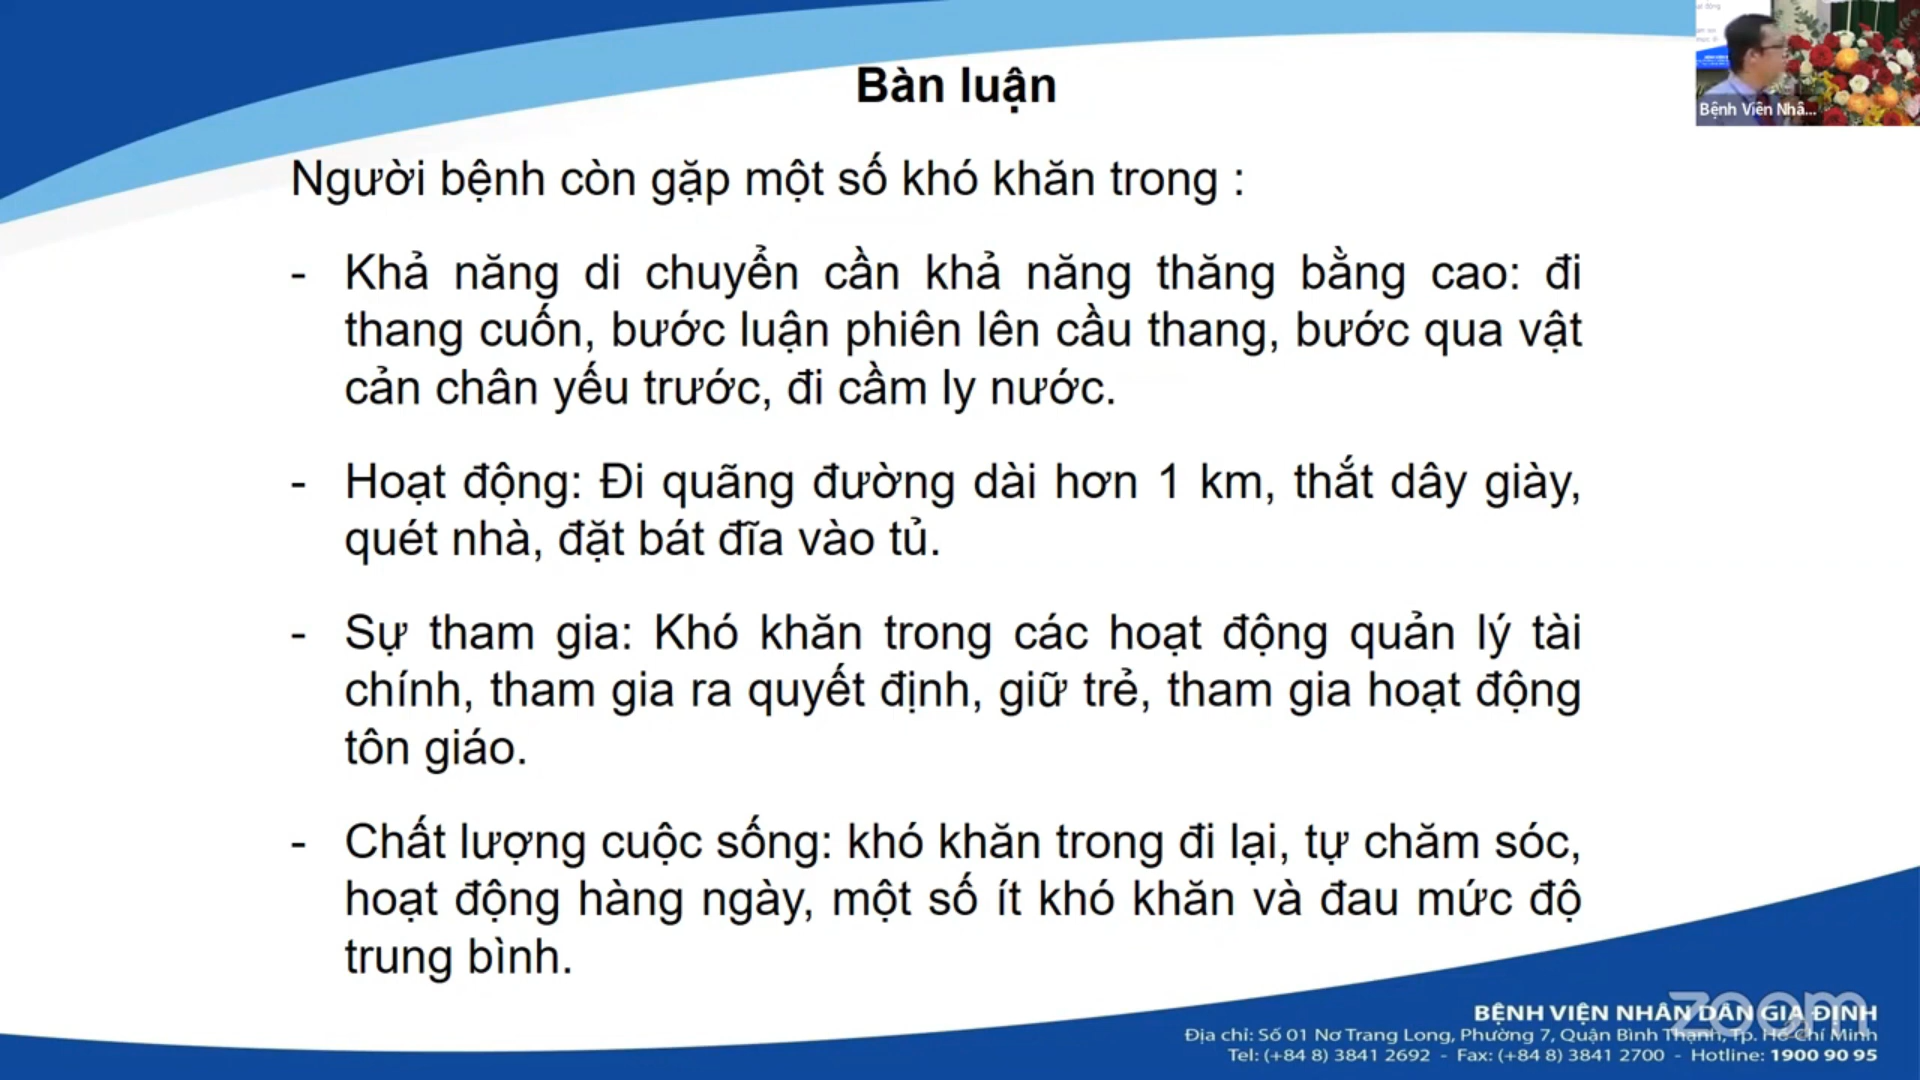 Bàn luận
Người bệnh còn gặp một số khó khăn trong :
- Khả năng di chuyển cần khả năng thăng bằng cao: đi
thang cuốn, bước luận phiên lên cầu thang, bước qua vật
cản chân yếu trước, đi cầm ly nước.
- Hoạt động: Đi quãng đường dài hơn 1 km, thắt dây giày,
quét nhà, đặt bát đĩa vào tủ.
- Sự tham gia: Khó khăn trong các hoạt động quản lý tài
chính, tham gia ra quyết định, giữ trẻ, tham gia hoạt động
tôn giáo.
- Chất lượng cuộc sống: khó khăn trong đi lại, tự chăm sóc,
hoạt động hàng ngày, một số ít khó khăn và đau mức độ
trung bình.
Bệnh Viên Nhâ...
BỆNH VIỆN NHÂN DÂN GIA ĐỊNH
zoom
Địa chỉ: Số 01 Nơ Trang Long, Phường 7, Quận Bình Thạnh, Tp. Hồ Chí Minh
Tel: (+84 8) 3841 2692 - Fax: (+84 8) 3841 2700 - Hotline: 1900 90 95